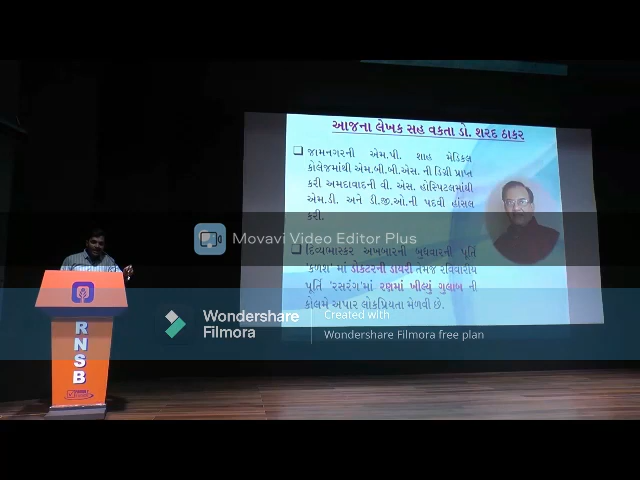 આજના લેખક સહ વકતા ડો. શરદ ઠાકર
જામનગરની એમ.પી. શાહ મેડિકલ
કોલેજમાંથી એમ.બી.બી.એસ. ની ડિગ્રી પ્રાપ્ત
કરી અમદાવાદની વી. એસ. હોસ્પિટલમાંથી
એમ.ડી. અને ડી.જી.ઓ.ની પદવી હાંસલ
કરી.
Movavi Video Editor Plus
દિવ્યભાસ્કર અખબારની બુધવારની પૂર્તિ
'કળશ' માં ડોકટરની ડાયરી તેમજ રવિવારીય
પૂર્તિ 'રસરંગ'માં રણમાં ખીલ્યું ગુલાબ ની
કોલમે અપાર લોકપ્રિયતા મેળવી છે.
Wondershare
Filmora
Created with
Wondershare Filmora free plan
RNSB